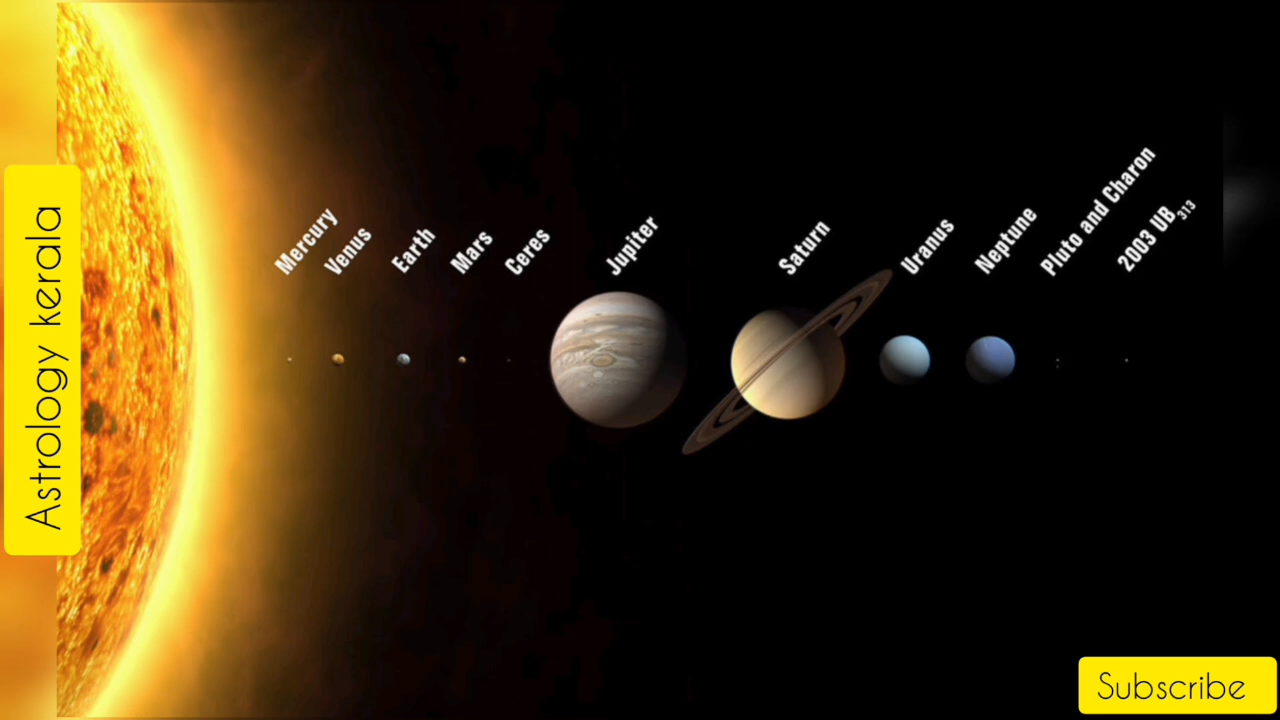 Astrology kerala
Mercury
Venus
Earth
Mars
Ceres
Jupiter
Saturn
Uranus
Neptune
Pluto and Charon
2003 UB313
Subscribe